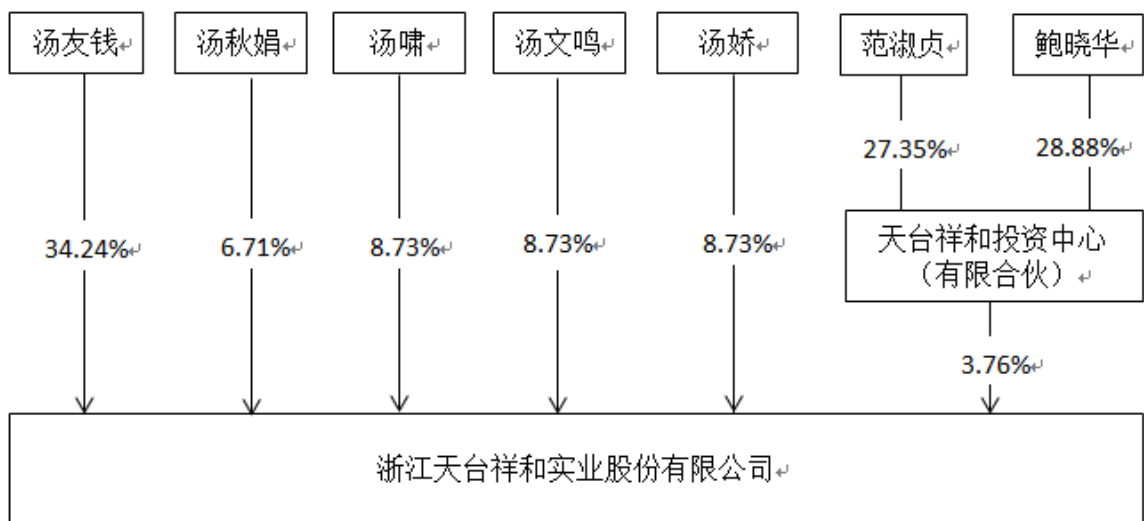 汤友钱
汤秋娟
汤啸
汤文鸣
汤娇
范淑贞
鲍晓华
27.35%
28.88%
34.24%
6.71%
8.73%
8.73%
8.73%
天台祥和投资中心
（有限合伙）
3.76%
浙江天台祥和实业股份有限公司